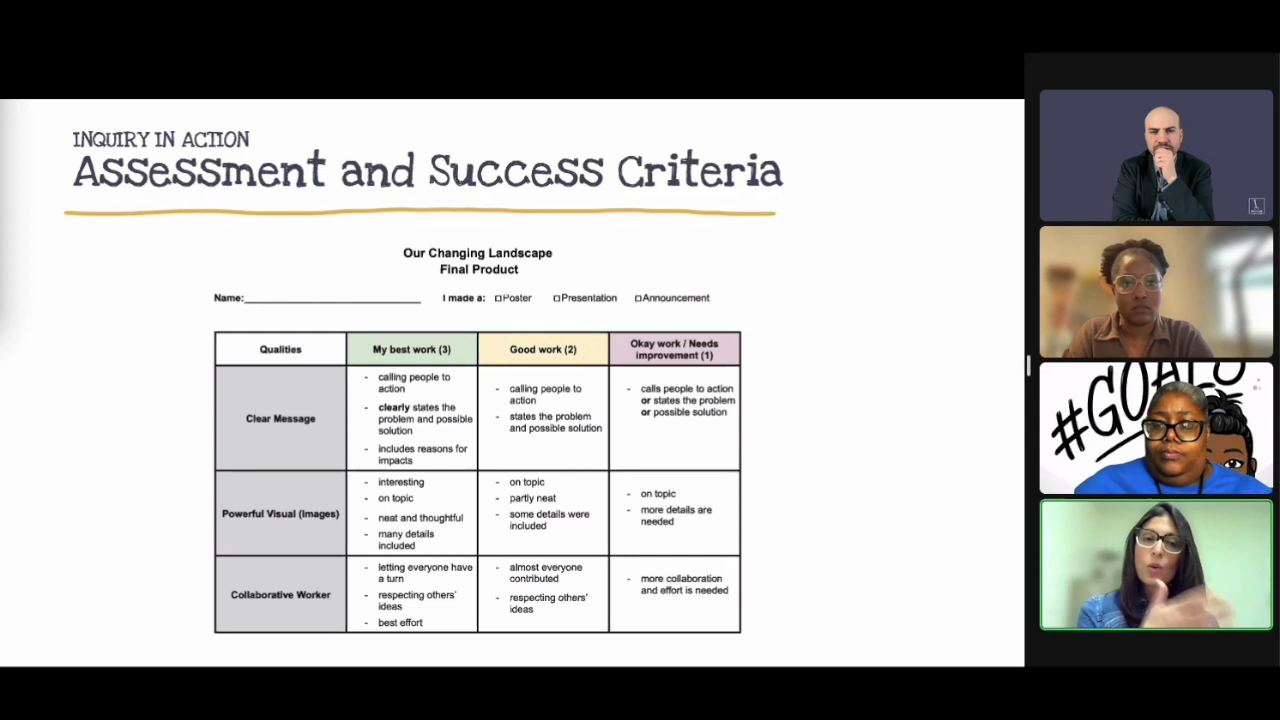 INQUIRY IN ACTION
Assessment and Success Criteria
Our Changing Landscape
Final Product
Name:____________________ I made a: □Poster □Presentation □Announcement
Qualities
My best work (3)
Good work (2)
Okay work / Needs
improvement (1)
Clear Message
- calling people to
action
- clearly states the
problem and possible
solution
- includes reasons for
impacts
- calling people to
action
- states the problem
and possible solution
- calls people to action
or states the problem
or possible solution
Powerful Visual (Images)
- interesting
- on topic
- neat and thoughtful
- many details
included
- on topic
- partly neat
- some details were
included
- on topic
- more details are
needed
Collaborative Worker
- letting everyone have
a turn
- respecting others'
ideas
- best effort
- almost everyone
contributed
- respecting others'
ideas
- more collaboration
and effort is needed
#GOALS